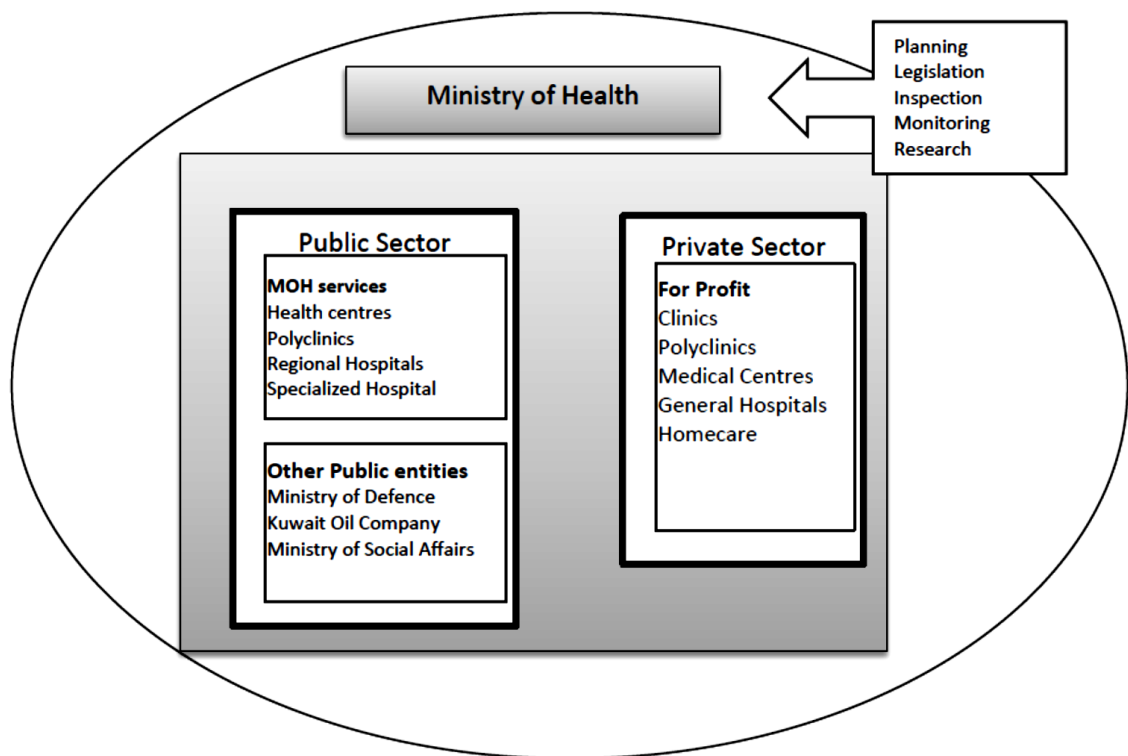 Ministry of Health
Planning
Legislation
Inspection
Monitoring
Research
Public Sector
MOH services
Health centres
Polyclinics
Regional Hospitals
Specialized Hospital
Other Public entities
Ministry of Defence
Kuwait Oil Company
Ministry of Social Affairs
Private Sector
For Profit
Clinics
Polyclinics
Medical Centres
General Hospitals
Homecare